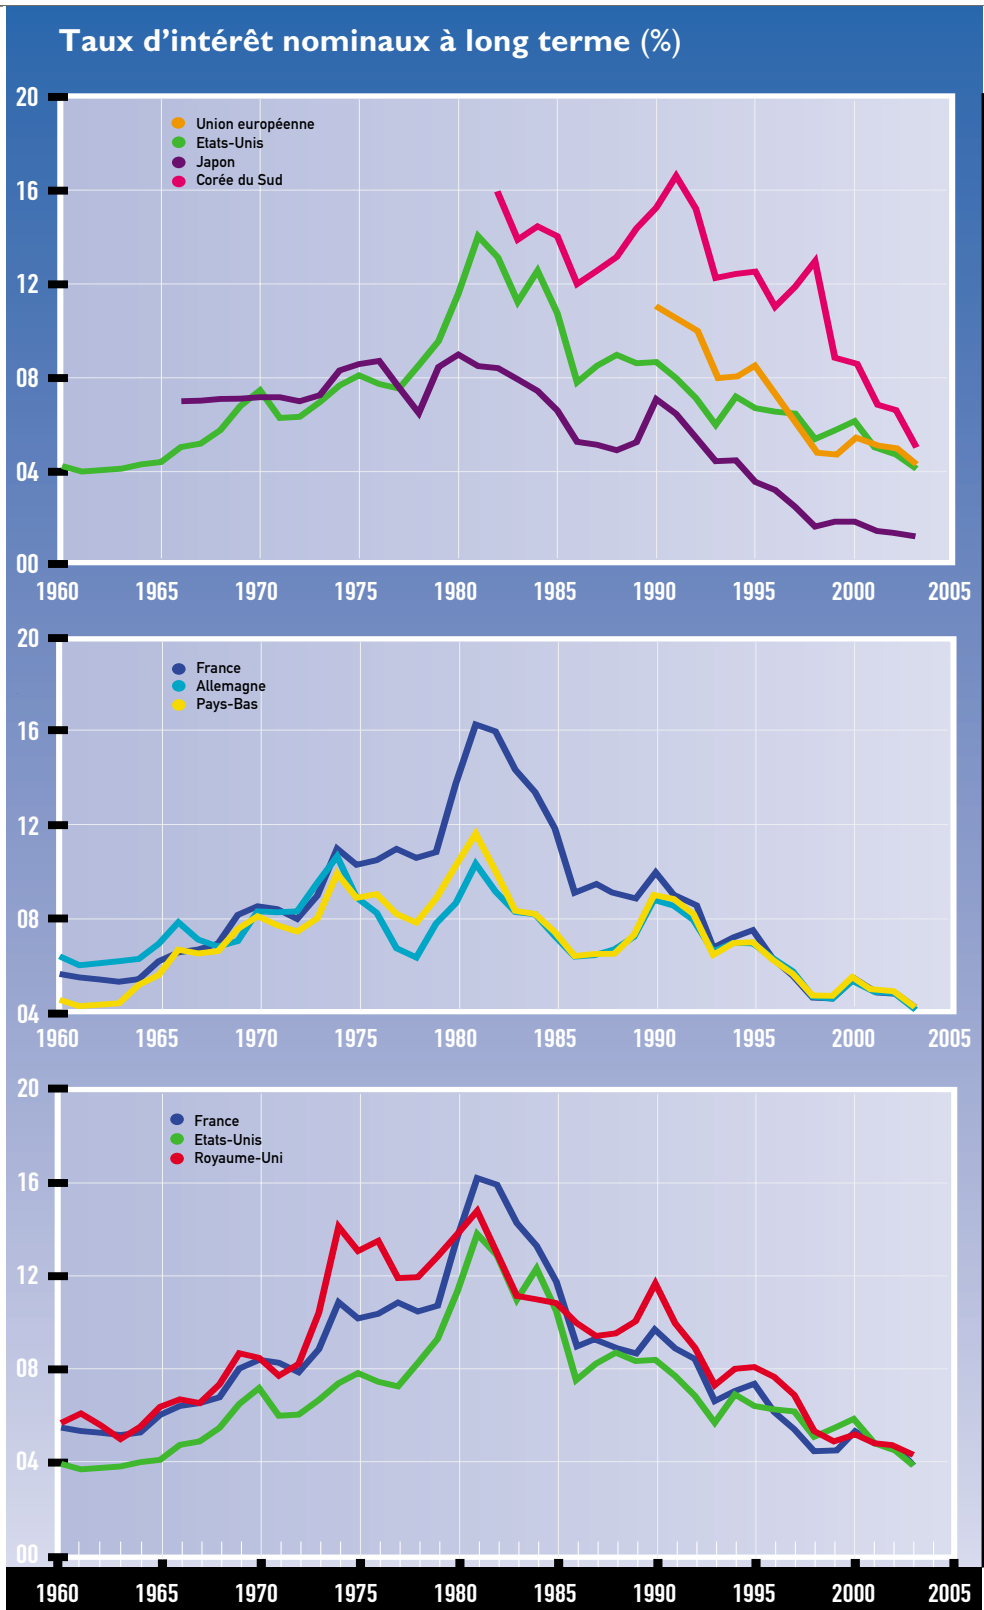 Taux d’intérêt nominaux à long terme (%)
20
Union européenne
Etats-Unis
Japon
Corée du Sud
16
12
08
04
00
1960 1965 1970 1975 1980 1985 1990 1995 2000 2005
20
France
Allemagne
Pays-Bas
16
12
08
04
1960 1965 1970 1975 1980 1985 1990 1995 2000 2005
20
France
Etats-Unis
Royaume-Uni
16
12
08
04
00
1960 1965 1970 1975 1980 1985 1990 1995 2000 2005